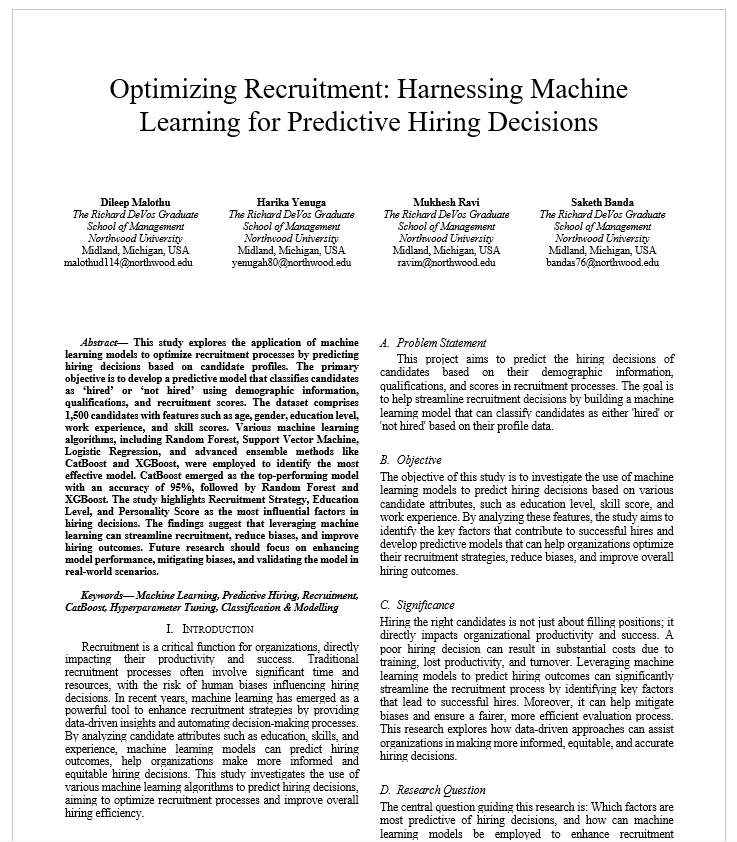 Optimizing Recruitment: Harnessing Machine
Learning for Predictive Hiring Decisions
Dileep Malothu
The Richard DeVos Graduate
School of Management
Northwood University
Midland, Michigan, USA
malothud114@northwood.edu
Harika Yenuga
The Richard DeVos Graduate
School of Management
Northwood University
Midland, Michigan, USA
yenugah80@northwood.edu
Mukhesh Ravi
The Richard DeVos Graduate
School of Management
Northwood University
Midland, Michigan, USA
ravim@northwood.edu
Saketh Banda
The Richard DeVos Graduate
School of Management
Northwood University
Midland, Michigan, USA
bandas76@northwood.edu
Abstract— This study explores the application of machine
learning models to optimize recruitment processes by predicting
hiring decisions based on candidate profiles. The primary
objective is to develop a predictive model that classifies candidates
as ‘hired’ or ‘not hired’ using demographic information,
qualifications, and recruitment scores. The dataset comprises
1,500 candidates with features such as age, gender, education level,
work experience, and skill scores. Various machine learning
algorithms, including Random Forest, Support Vector Machine,
Logistic Regression, and advanced ensemble methods like
CatBoost and XGBoost, were employed to identify the most
effective model. CatBoost emerged as the top-performing model
with an accuracy of 95%, followed by Random Forest and
XGBoost. The study highlights Recruitment Strategy, Education
Level, and Personality Score as the most influential factors in
hiring decisions. The findings suggest that leveraging machine
learning can streamline recruitment, reduce biases, and improve
hiring outcomes. Future research should focus on enhancing
model performance, mitigating biases, and validating the model in
real-world scenarios.
Keywords— Machine Learning, Predictive Hiring, Recruitment,
CatBoost, Hyperparameter Tuning, Classification & Modelling
I. INTRODUCTION
Recruitment is a critical function for organizations, directly
impacting their productivity and success. Traditional
recruitment processes often involve significant time and
resources, with the risk of human biases influencing hiring
decisions. In recent years, machine learning has emerged as a
powerful tool to enhance recruitment strategies by providing
data-driven insights and automating decision-making processes.
By analyzing candidate attributes such as education, skills, and
experience, machine learning models can predict hiring
outcomes, help organizations make more informed and
equitable hiring decisions. This study investigates the use of
various machine learning algorithms to predict hiring decisions,
aiming to optimize recruitment processes and improve overall
hiring efficiency.
A. Problem Statement
This project aims to predict the hiring decisions of
candidates based on their demographic information,
qualifications, and scores in recruitment processes. The goal is
to help streamline recruitment decisions by building a machine
learning model that can classify candidates as either 'hired' or
'not hired' based on their profile data.
B. Objective
The objective of this study is to investigate the use of machine
learning models to predict hiring decisions based on various
candidate attributes, such as education level, skill score, and
work experience. By analyzing these features, the study aims to
identify the key factors that contribute to successful hires and
develop predictive models that can help organizations optimize
their recruitment strategies, reduce biases, and improve overall
hiring outcomes.
C. Significance
Hiring the right candidates is not just about filling positions; it
directly impacts organizational productivity and success. A
poor hiring decision can result in substantial costs due to
training, lost productivity, and turnover. Leveraging machine
learning models to predict hiring outcomes can significantly
streamline the recruitment process by identifying key factors
that lead to successful hires. Moreover, it can help mitigate
biases and ensure a fairer, more efficient evaluation process.
This research explores how data-driven approaches can assist
organizations in making more informed, equitable, and accurate
hiring decisions.
D. Research Question
The central question guiding this research is: Which factors are
most predictive of hiring decisions, and how can machine
learning models be employed to enhance recruitment